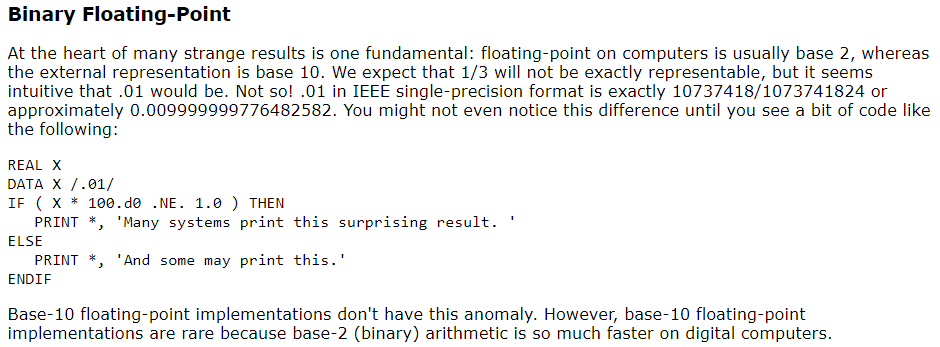 Binary Floating-Point
At the heart of many strange results is one fundamental: floating-point on computers is usually base 2, whereas
the external representation is base 10. We expect that 1/3 will not be exactly representable, but it seems
intuitive that .01 would be. Not so! .01 in IEEE single-precision format is exactly 10737418/1073741824 or
approximately 0.009999999776482582. You might not even notice this difference until you see a bit of code like
the following:
REAL X
DATA X /.01/
IF ( X * 100.d0 .NE. 1.0 ) THEN
   PRINT *, 'Many systems print this surprising result. '
ELSE
   PRINT *, 'And some may print this.'
ENDIF
Base-10 floating-point implementations don't have this anomaly. However, base-10 floating-point
implementations are rare because base-2 (binary) arithmetic is so much faster on digital computers.